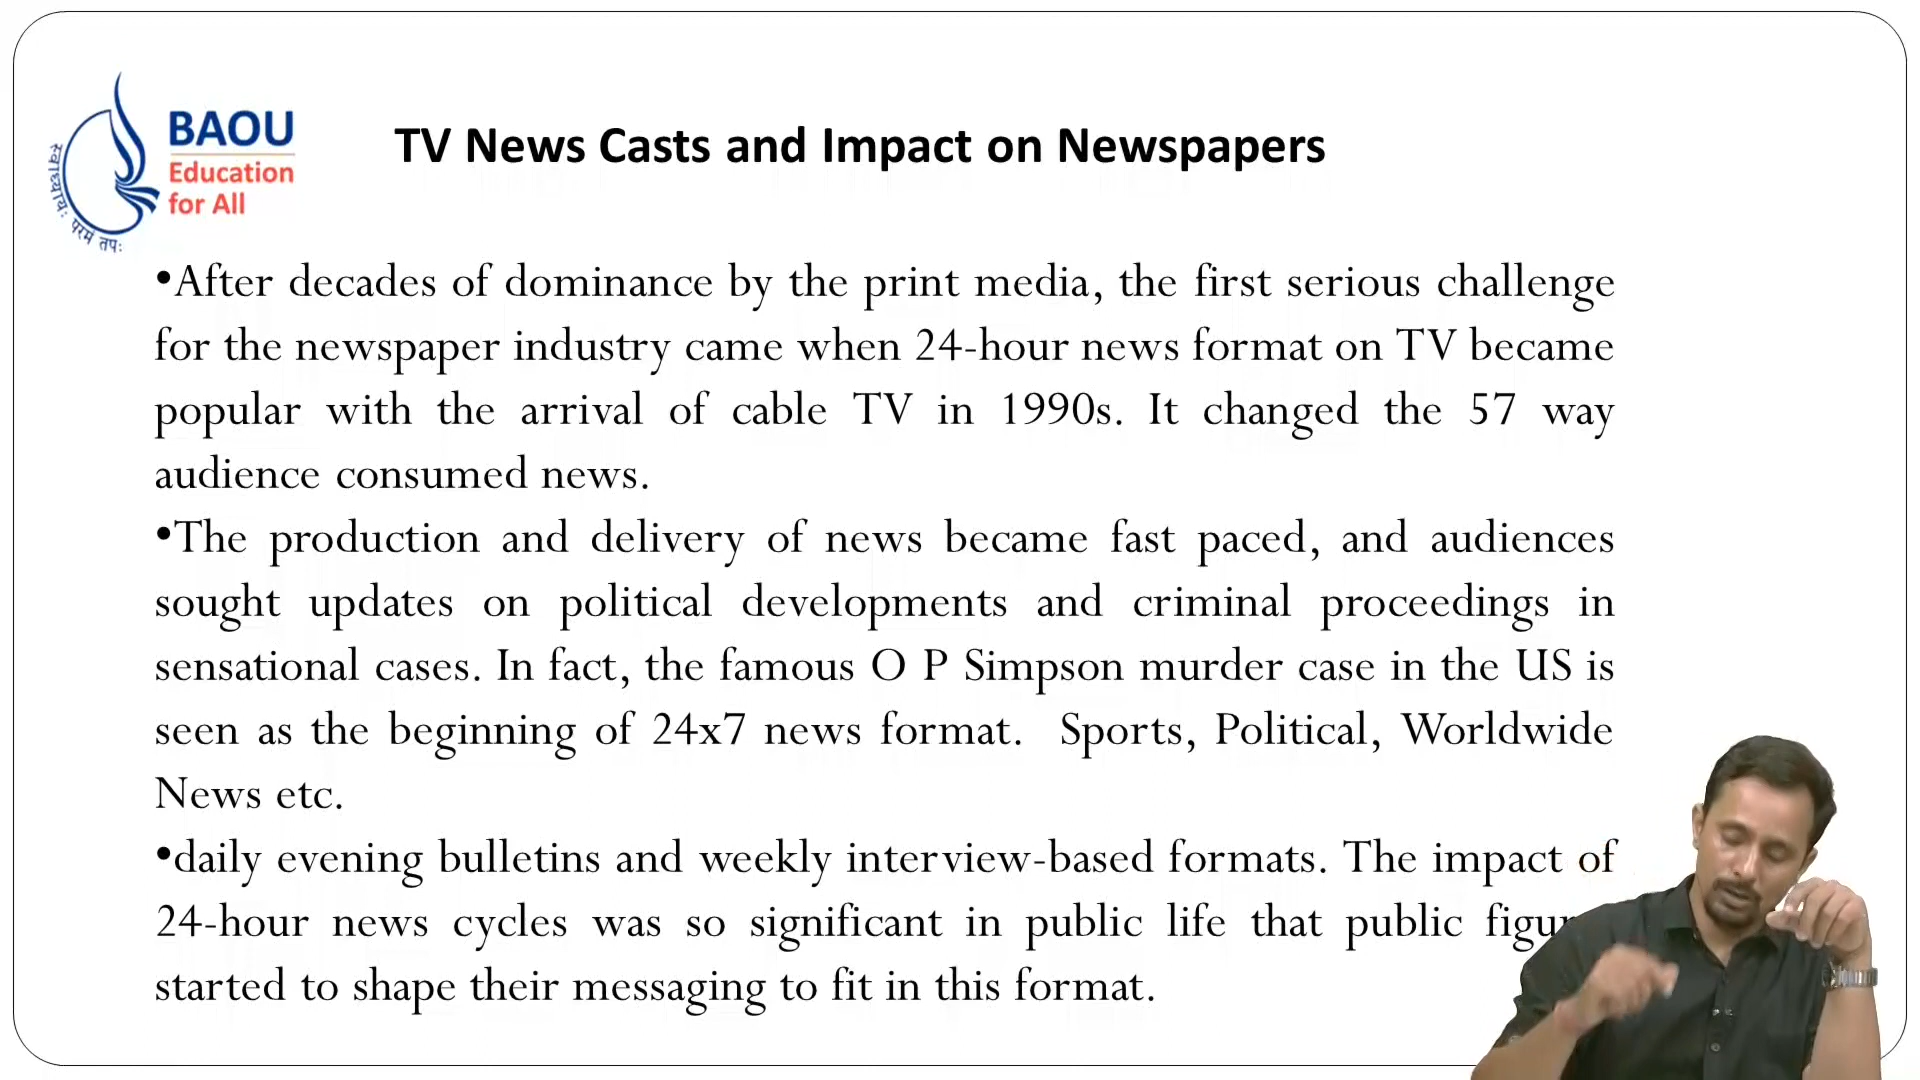 BAOU
Education
for All
स्वाध्यायः परमं तपः
TV News Casts and Impact on Newspapers
•After decades of dominance by the print media, the first serious challenge
for the newspaper industry came when 24-hour news format on TV became
popular with the arrival of cable TV in 1990s. It changed the 57 way
audience consumed news.
•The production and delivery of news became fast paced, and audiences
sought updates on political developments and criminal proceedings in
sensational cases. In fact, the famous O P Simpson murder case in the US is
seen as the beginning of 24x7 news format. Sports, Political, Worldwide
News etc.
•daily evening bulletins and weekly interview-based formats. The impact of
24-hour news cycles was so significant in public life that public
started to shape their messaging to fit in this format.